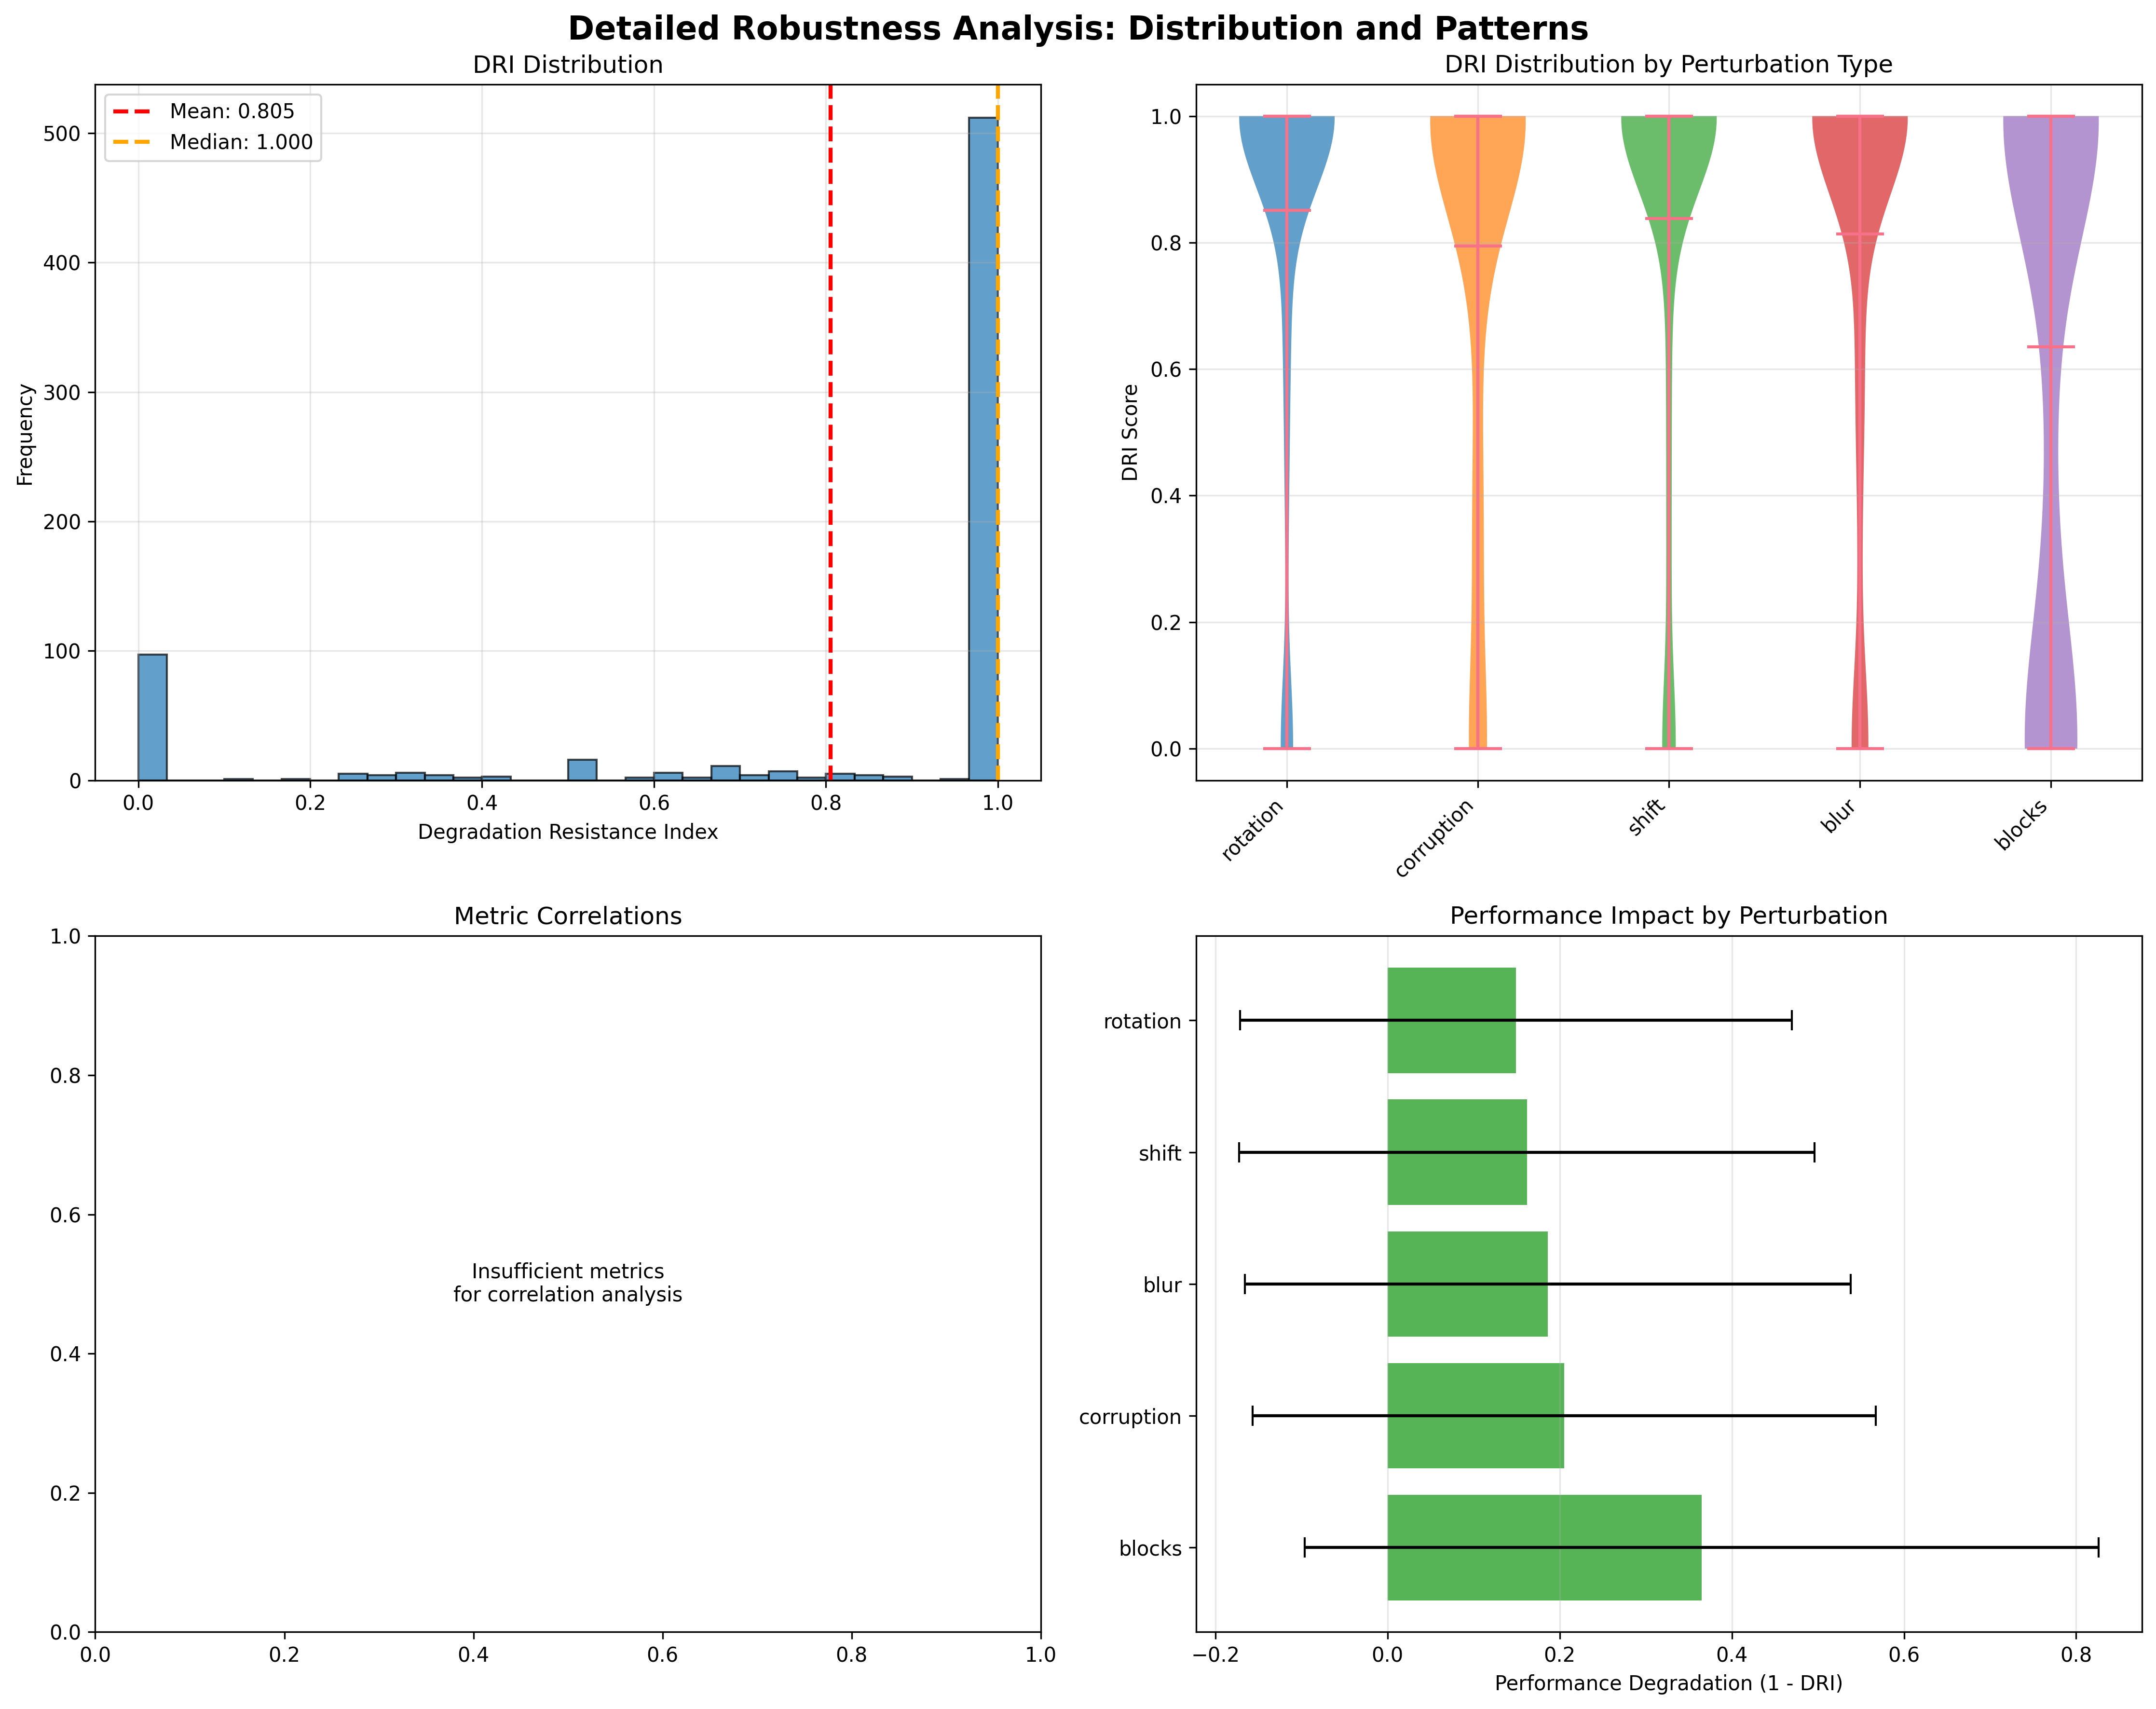 Detailed Robustness Analysis: Distribution and Patterns
DRI Distribution
Mean: 0.805
Median: 1.000
Frequency
500
400
300
200
100
0
0.0 0.2 0.4 0.6 0.8 1.0
Degradation Resistance Index
DRI Distribution by Perturbation Type
DRI Score
1.0
0.8
0.6
0.4
0.2
0.0
rotation
corruption
shift
blur
blocks
Metric Correlations
1.0
0.8
0.6
0.4
0.2
0.0
Insufficient metrics
for correlation analysis
0.0 0.2 0.4 0.6 0.8 1.0
Performance Impact by Perturbation
rotation
shift
blur
corruption
blocks
−0.2 0.0 0.2 0.4 0.6 0.8
Performance Degradation (1 - DRI)